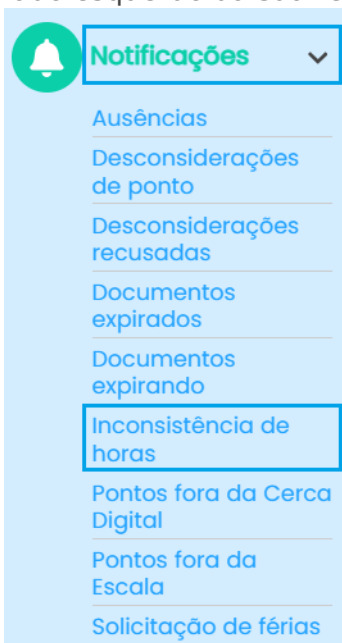 Notificações
Ausências
Desconsiderações
de ponto
Desconsiderações
recusadas
Documentos
expirados
Documentos
expirando
Inconsistência de
horas
Pontos fora da Cerca
Digital
Pontos fora da
Escala
Solicitação de férias